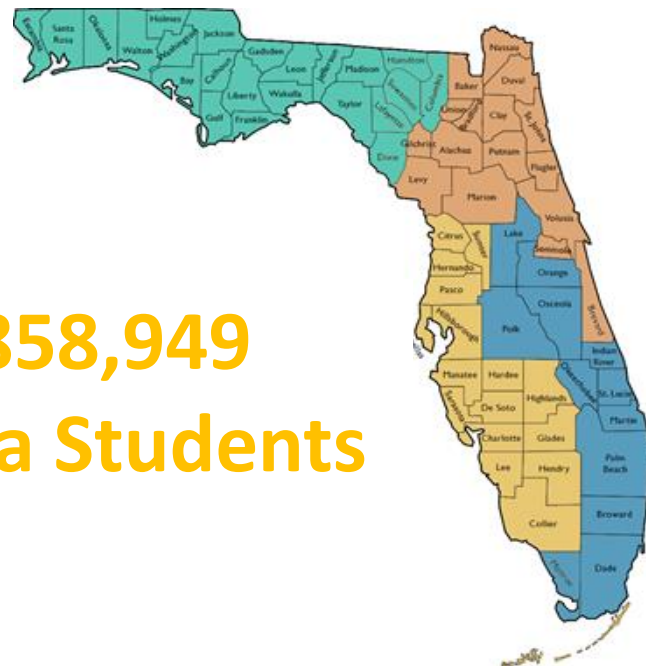 Holmes
Jackson
Escambia
Santa
Rosa
Okaloosa
Walton
Washington
Bay
Calhoun
Gulf
Liberty
Franklin
Gadsden
Leon
Wakulla
Jefferson
Madison
Taylor
Hamilton
Suwannee
Lafayette
Dixie
Columbia
Nassau
Baker
Duval
Union
Bradford
Clay
St. Johns
Gilchrist
Alachua
Putnam
Flagler
Levy
Marion
Volusia
Citrus
Sumter
Lake
Seminole
Hernando
Orange
Pasco
Osceola
Brevard
858,949
Hillsborough
Polk
Indian
River
Manatee
Hardee
Okeechobee
Highlands
St. Lucie
a Students
Sarasota
De Soto
Martin
Charlotte
Glades
Palm
Beach
Lee
Hendry
Collier
Broward
Monroe
Dade